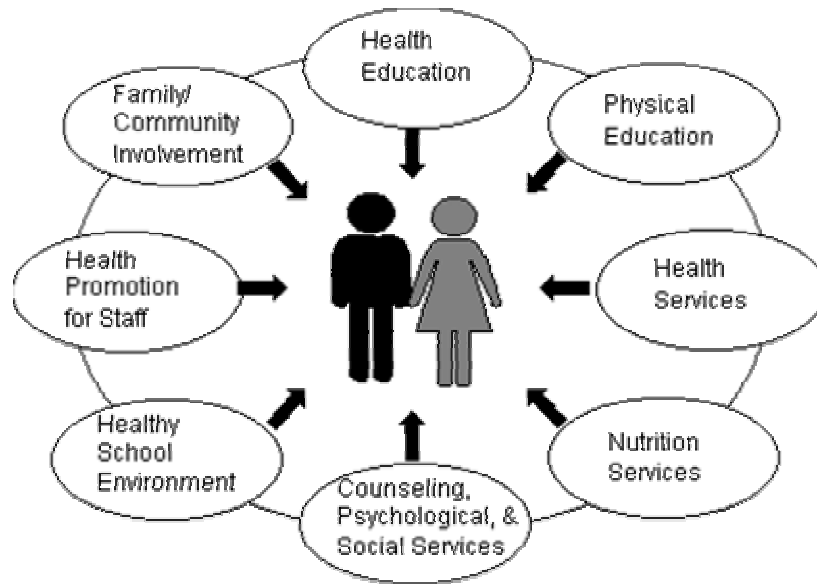 Health
Education
Physical
Education
Health
Services
Nutrition
Services
Counseling,
Psychological, &
Social Services
Healthy
School
Environment
Health
Promotion
for Staff
Family/
Community
Involvement